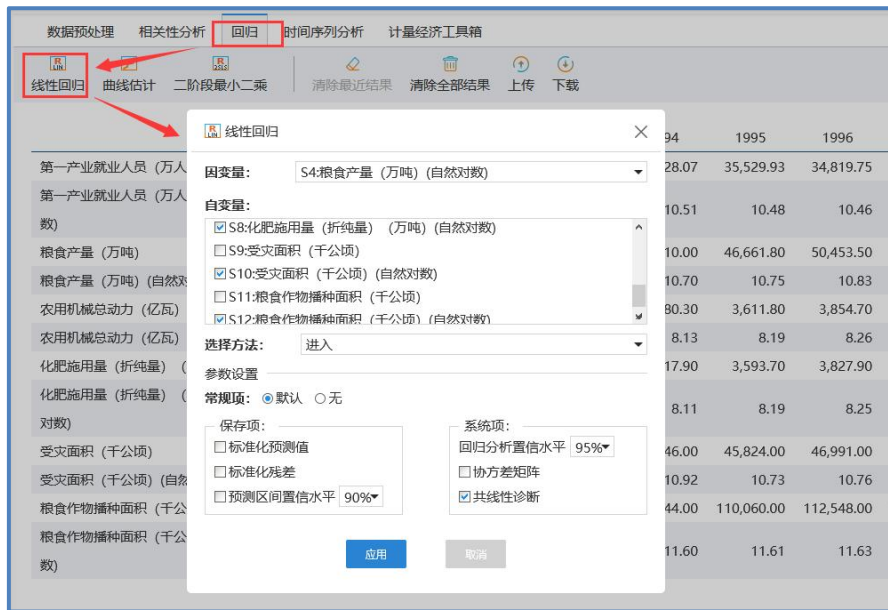 数据预处理 相关性分析 回归 时间序列分析 计量经济工具箱
线性回归 曲线估计 二阶段最小二乘 清除最近结果 清除全部结果 上传 下载
线性回归
94 1995 1996
第一产业就业人员（万人 28.07 35,529.93 34,819.75
第一产业就业人员（万人
数) 10.51 10.48 10.46
粮食产量（万吨） 10.00 46,661.80 50,453.50
粮食产量（万吨）(自然对 10.70 10.75 10.83
农用机械总动力（亿瓦） 80.30 3,611.80 3,854.70
农用机械总动力（亿瓦） 8.13 8.19 8.26
化肥施用量（折纯量）（ 17.90 3,593.70 3,827.90
化肥施用量（折纯量）（
对数) 8.11 8.19 8.25
受灾面积（千公顷） 46.00 45,824.00 46,991.00
受灾面积（千公顷）(自然 10.92 10.73 10.76
粮食作物播种面积（千公 44.00 110,060.00 112,548.00
粮食作物播种面积（千公
数) 11.60 11.61 11.63
因变量： S4:粮食产量（万吨）(自然对数)
自变量：
S8:化肥施用量（折纯量）（万吨）(自然对数)
S9:受灾面积（千公顷）
S10:受灾面积（千公顷）(自然对数)
S11:粮食作物播种面积（千公顷）
S12:粮食作物播种面积（千公顷）(自然对数)
选择方法： 进入
参数设置
常规项： 默认 无
保存项： 系统项：
标准化预测值 回归分析置信水平 95%
标准化残差 协方差矩阵
预测区间置信水平 90% 共线性诊断
应用 取消